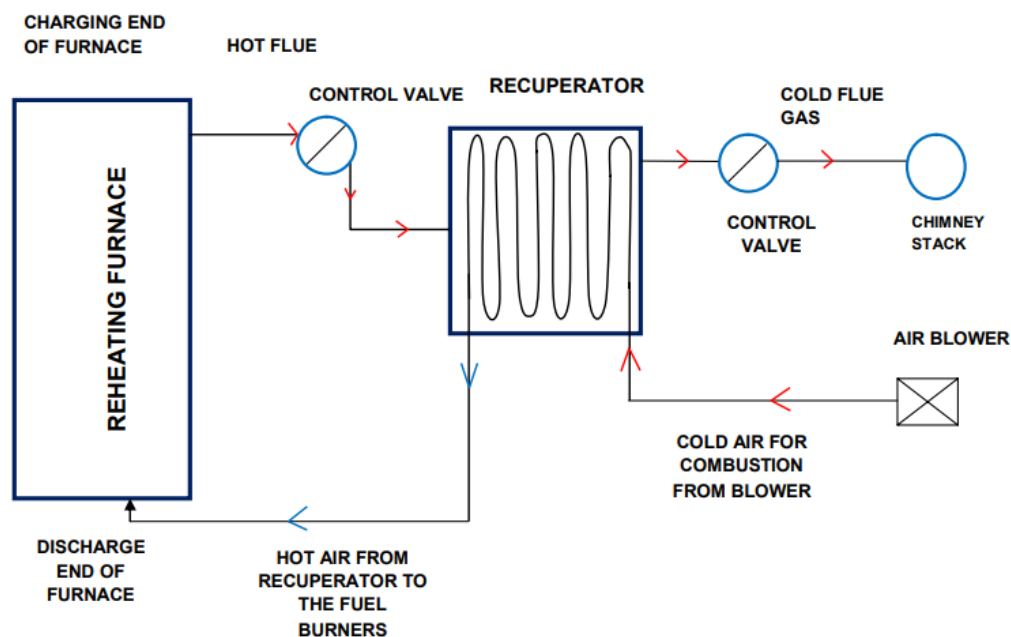 CHARGING END
OF FURNACE
HOT FLUE
CONTROL VALVE
RECUPERATOR
COLD FLUE
GAS
REHEATING FURNACE
CONTROL
VALVE
CHIMNEY
STACK
AIR BLOWER
COLD AIR FOR
COMBUSTION
FROM BLOWER
DISCHARGE
END OF
FURNACE
HOT AIR FROM
RECUPERATOR TO
THE FUEL
BURNERS